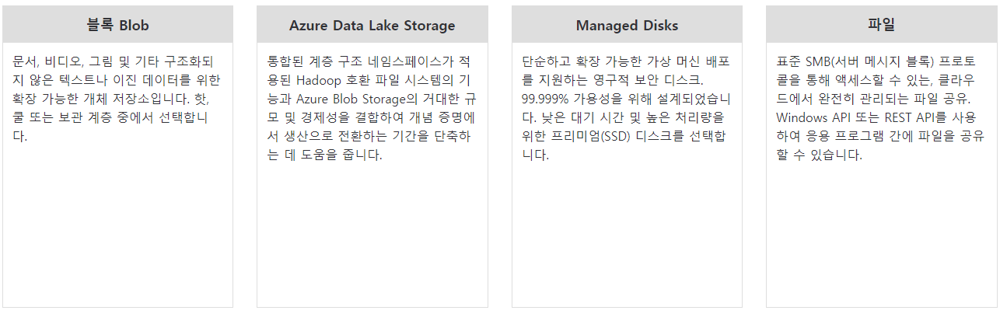 블록 Blob
문서, 비디오, 그림 및 기타 구조화되
지 않은 텍스트나 이진 데이터를 위한
확장 가능한 개체 저장소입니다. 핫,
쿨 또는 보관 계층 중에서 선택합니
다.
Azure Data Lake Storage
통합된 계층 구조 네임스페이스가 적
용된 Hadoop 호환 파일 시스템의 기
능과 Azure Blob Storage의 거대한 규
모 및 경제성을 결합하여 개념 증명에
서 생산으로 전환하는 기간을 단축하
는 데 도움을 줍니다.
Managed Disks
단순하고 확장 가능한 가상 머신 배포
를 지원하는 영구적 보안 디스크.
99.999% 가용성을 위해 설계되었습니
다. 낮은 대기 시간 및 높은 처리량을
위한 프리미엄(SSD) 디스크를 선택합
니다.
파일
표준 SMB(서버 메시지 블록) 프로토
콜을 통해 액세스할 수 있는, 클라우
드에서 완전히 관리되는 파일 공유.
Windows API 또는 REST API를 사용
하여 응용 프로그램 간에 파일을 공유
할 수 있습니다.